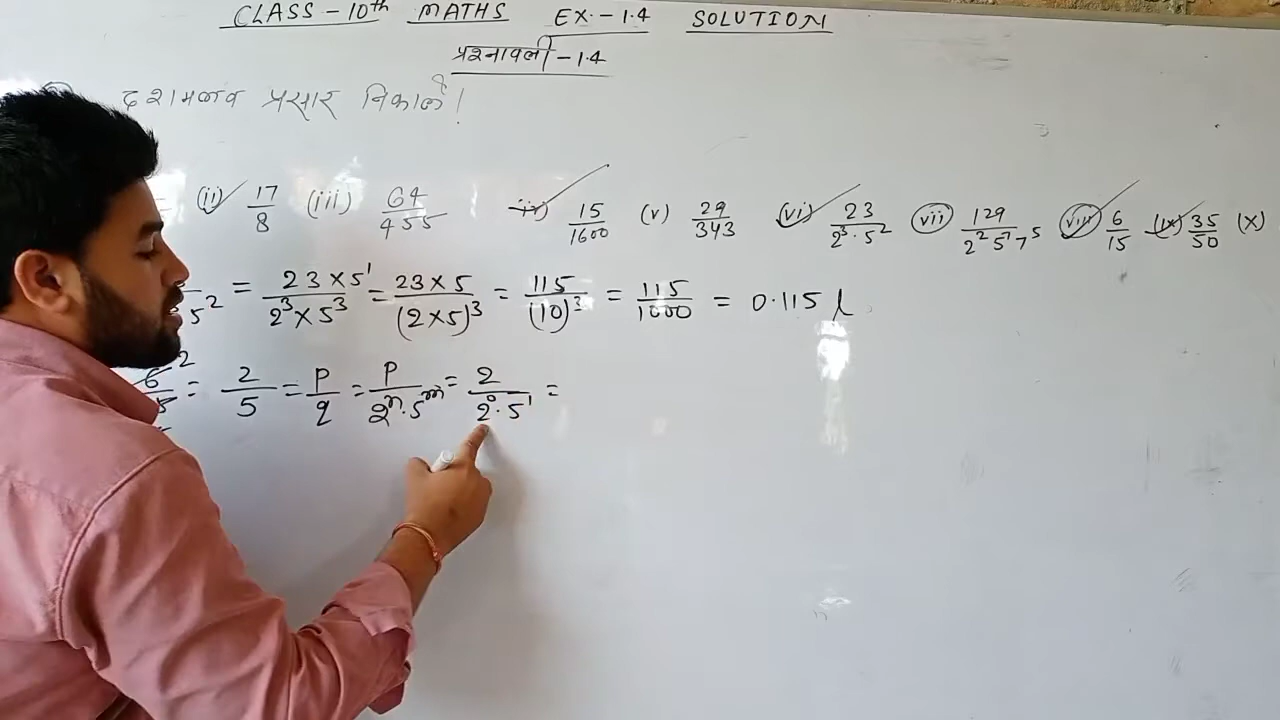 CLASS - 10th MATHS EX.-1.4 SOLUTION
प्रश्नावली - 1.4
दशमलव प्रसार निकालें!
= (ii) 17/8 (iii) 64/455 iv) 15/1600 (v) 29/343 (vi) 23/2³·5² (vii) 129/2²5⁷7⁵ (viii) 6/15 (ix) 35/50 (x)
5² = 23×5¹/2³×5³ = 23×5/(2×5)³ = 115/(10)³ = 115/1000 = 0.115
6² = 2/5 = P/q = P/2ⁿ·5ᵐ = 2/2⁰·5¹ =